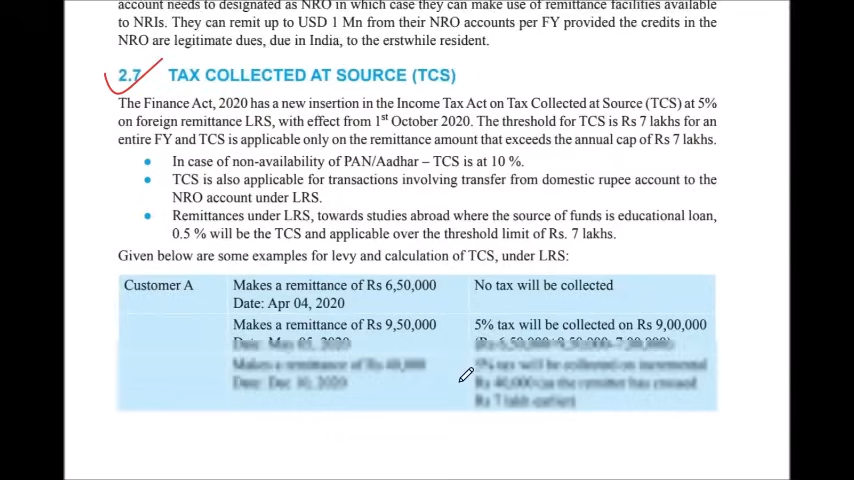 account needs to designated as NRO in which case they can make use of remittance facilities available
to NRIs. They can remit up to USD 1 Mn from their NRO accounts per FY provided the credits in the
NRO are legitimate dues, due in India, to the erstwhile resident.
2.7 TAX COLLECTED AT SOURCE (TCS)
The Finance Act, 2020 has a new insertion in the Income Tax Act on Tax Collected at Source (TCS) at 5%
on foreign remittance LRS, with effect from 1st October 2020. The threshold for TCS is Rs 7 lakhs for an
entire FY and TCS is applicable only on the remittance amount that exceeds the annual cap of Rs 7 lakhs.
• In case of non-availability of PAN/Aadhar – TCS is at 10 %.
• TCS is also applicable for transactions involving transfer from domestic rupee account to the
NRO account under LRS.
• Remittances under LRS, towards studies abroad where the source of funds is educational loan,
0.5 % will be the TCS and applicable over the threshold limit of Rs. 7 lakhs.
Given below are some examples for levy and calculation of TCS, under LRS:
Customer A Makes a remittance of Rs 6,50,000 No tax will be collected
Date: Apr 04, 2020
Makes a remittance of Rs 9,50,000 5% tax will be collected on Rs 9,00,000